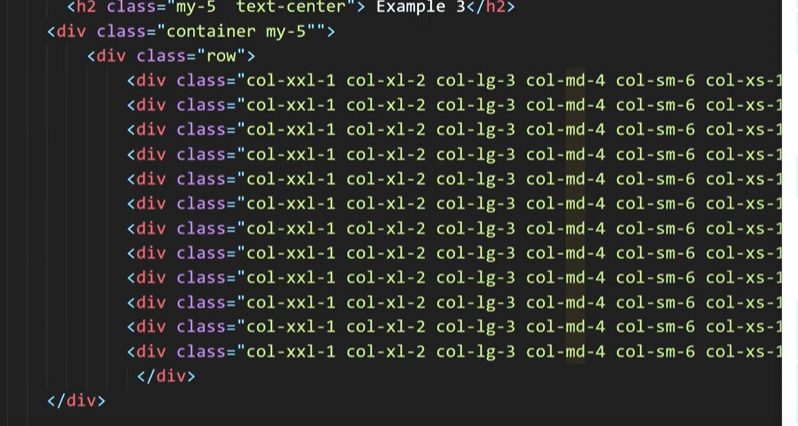 <h2 class="my-5  text-center"> Example 3</h2>
<div class="container my-5"">
<div class="row">
<div class="col-xxl-1 col-xl-2 col-lg-3 col-md-4 col-sm-6 col-xs-1
<div class="col-xxl-1 col-xl-2 col-lg-3 col-md-4 col-sm-6 col-xs-1
<div class="col-xxl-1 col-xl-2 col-lg-3 col-md-4 col-sm-6 col-xs-1
<div class="col-xxl-1 col-xl-2 col-lg-3 col-md-4 col-sm-6 col-xs-1
<div class="col-xxl-1 col-xl-2 col-lg-3 col-md-4 col-sm-6 col-xs-1
<div class="col-xxl-1 col-xl-2 col-lg-3 col-md-4 col-sm-6 col-xs-1
<div class="col-xxl-1 col-xl-2 col-lg-3 col-md-4 col-sm-6 col-xs-1
<div class="col-xxl-1 col-xl-2 col-lg-3 col-md-4 col-sm-6 col-xs-1
<div class="col-xxl-1 col-xl-2 col-lg-3 col-md-4 col-sm-6 col-xs-1
<div class="col-xxl-1 col-xl-2 col-lg-3 col-md-4 col-sm-6 col-xs-1
<div class="col-xxl-1 col-xl-2 col-lg-3 col-md-4 col-sm-6 col-xs-1
<div class="col-xxl-1 col-xl-2 col-lg-3 col-md-4 col-sm-6 col-xs-1
</div>
</div>